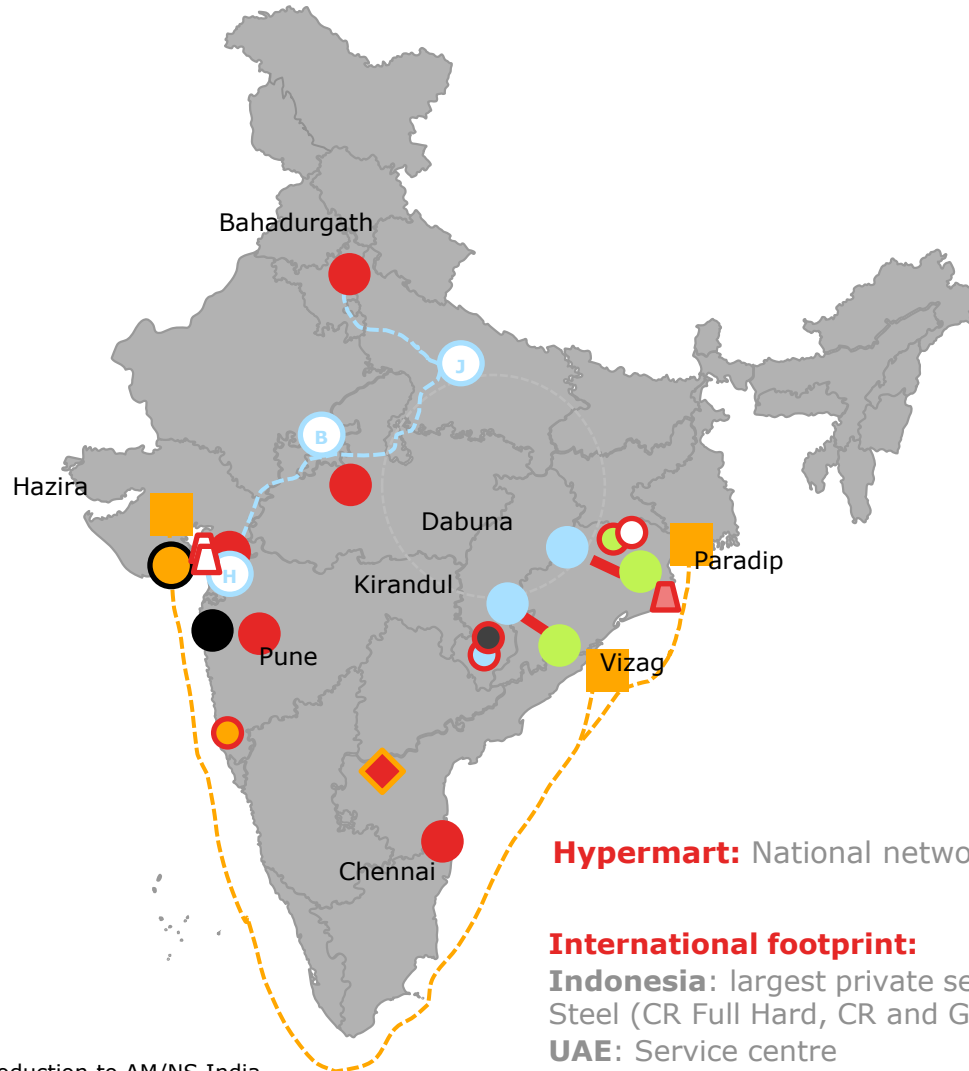 Bahadurgath
J
B
Hazira
Dabuna
Paradip
H
Kirandul
Pune
Vizag
Chennai
Hypermart: National netwo
International footprint:
Indonesia: largest private se
Steel (CR Full Hard, CR and G
UAE: Service centre
oduction to AM/NS India